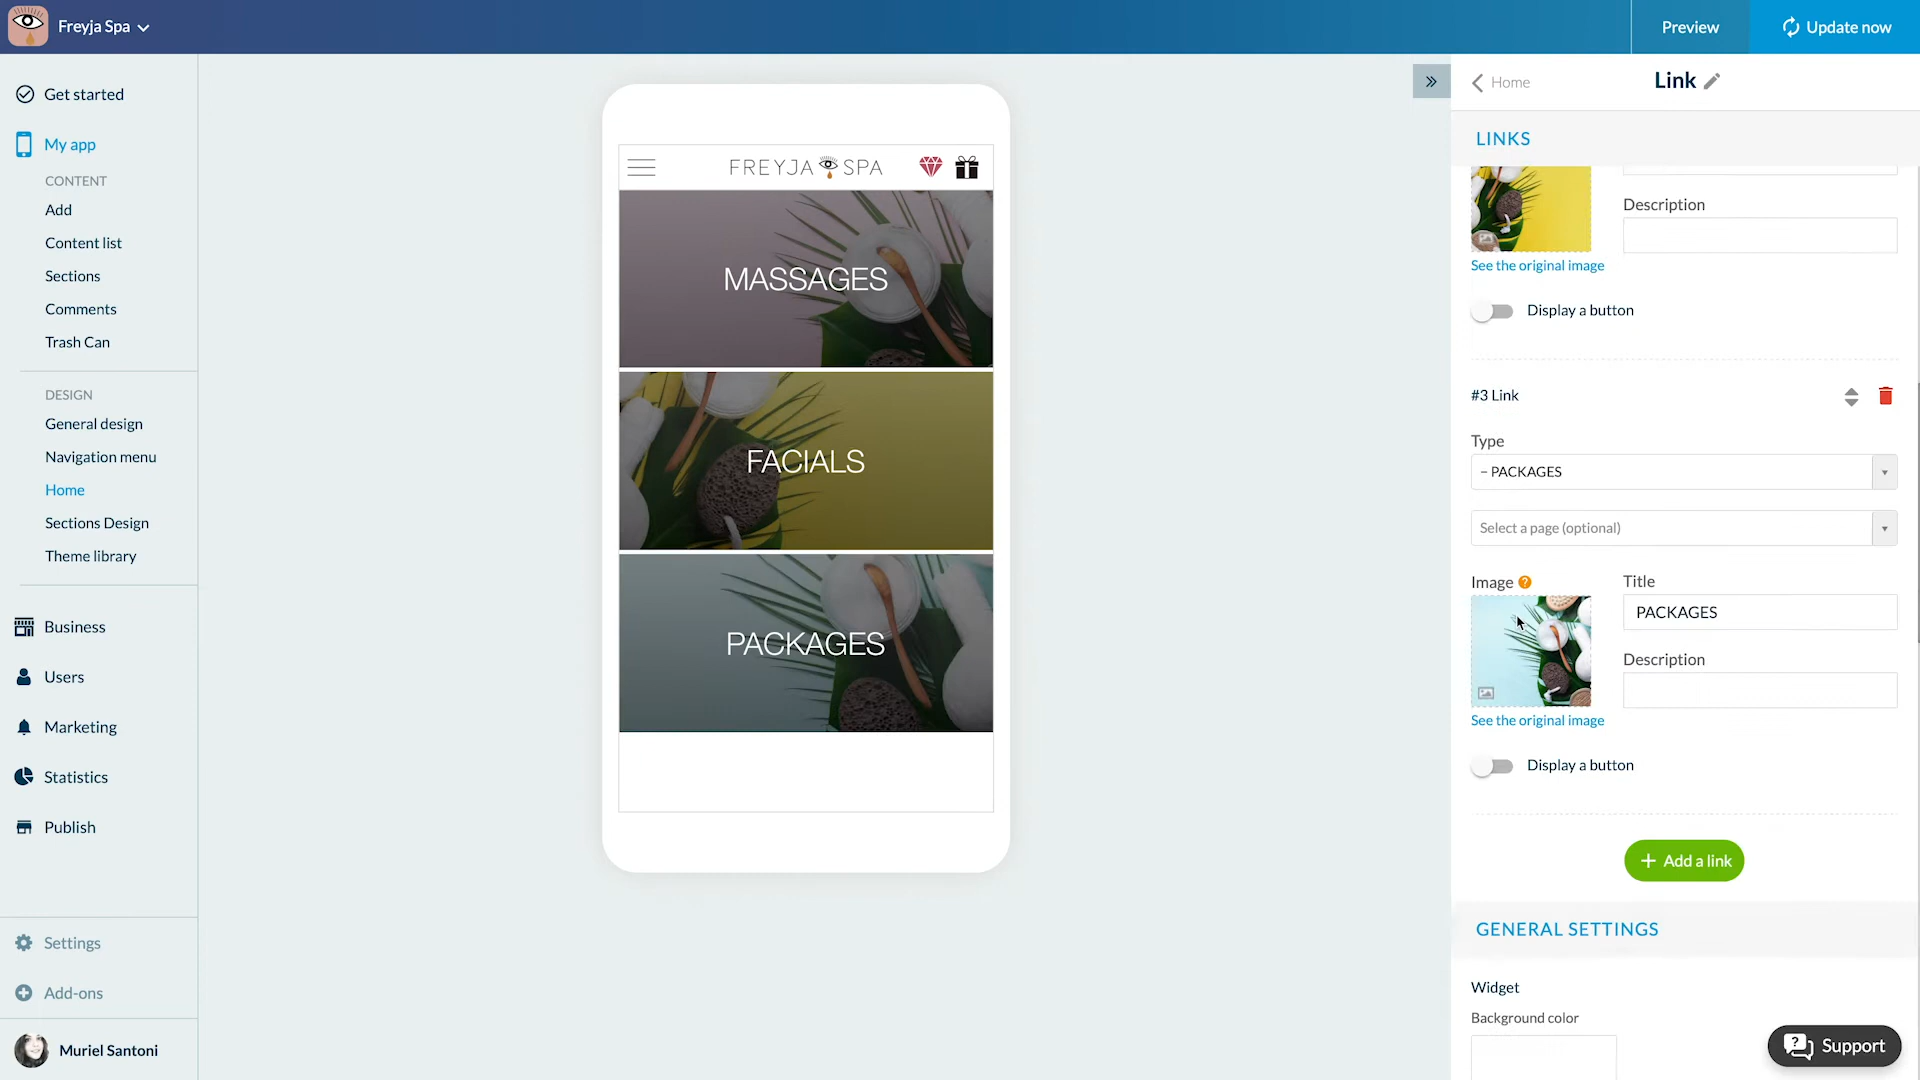 Freyja Spa
Preview
Update now
Get started
My app
CONTENT
Add
Content list
Sections
Comments
Trash Can
DESIGN
General design
Navigation menu
Home
Sections Design
Theme library
Business
Users
Marketing
Statistics
Publish
Settings
Add-ons
Muriel Santoni
FREYJA SPA
MASSAGES
FACIALS
PACKAGES
»
Home
Link
LINKS
Description
See the original image
Display a button
#3 Link
Type
– PACKAGES
Select a page (optional)
Image ?
Title
PACKAGES
Description
See the original image
Display a button
+ Add a link
GENERAL SETTINGS
Widget
Background color
? Support